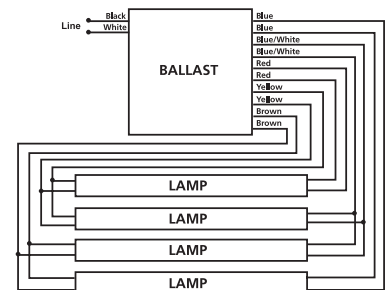 Black
Line
White
BALLAST
Blue
Blue
Blue/White
Blue/White
Red
Red
Yellow
Yellow
Brown
Brown
LAMP
LAMP
LAMP
LAMP